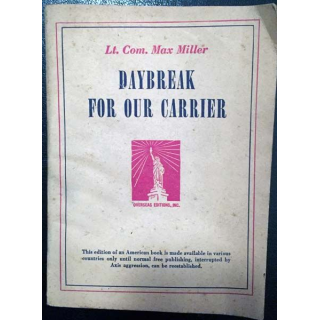 Lt. Com. Max Miller
DAYBREAK
FOR OUR CARRIER
OVERSEAS EDITIONS, INC.
This edition of an American book is made available in various
countries only until normal free publishing, interrupted by
Axis aggression, can be reestablished.